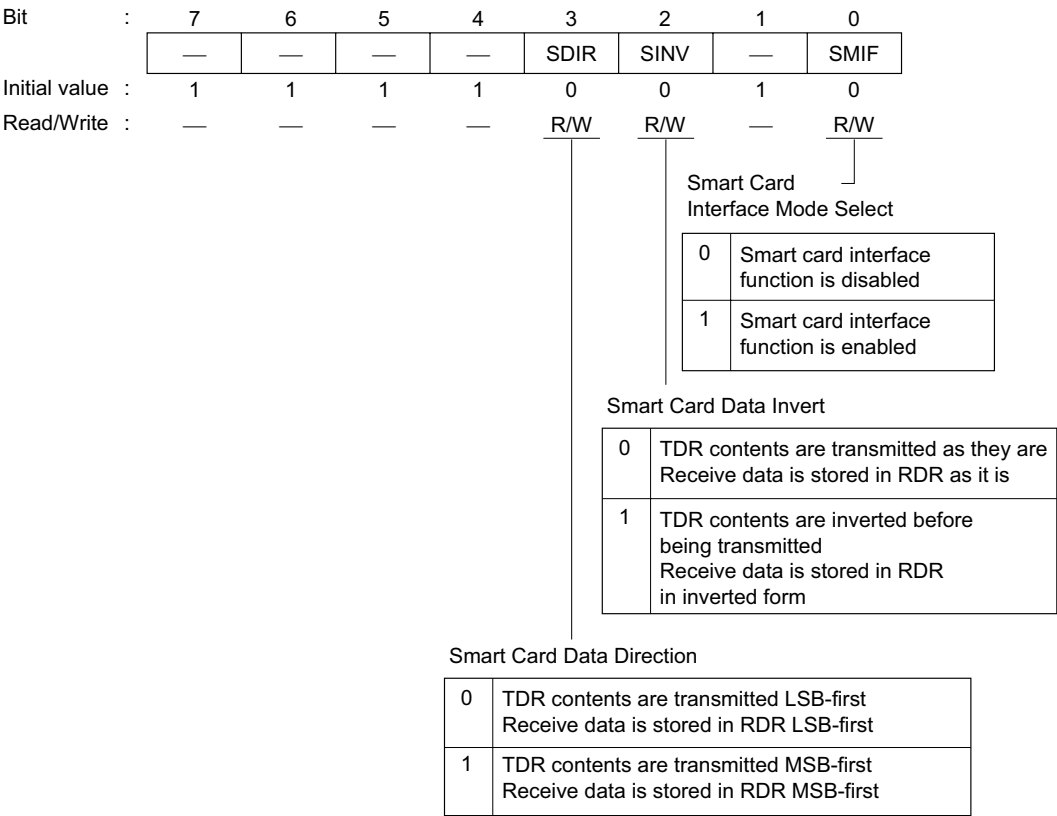 Bit : 7 6 5 4 3 2 1 0
— — — — SDIR SINV — SMIF
Initial value : 1 1 1 1 0 0 1 0
Read/Write : — — — — R/W R/W — R/W
Smart Card
Interface Mode Select
0 Smart card interface
function is disabled
1 Smart card interface
function is enabled
Smart Card Data Invert
0 TDR contents are transmitted as they are
Receive data is stored in RDR as it is
1 TDR contents are inverted before
being transmitted
Receive data is stored in RDR
in inverted form
Smart Card Data Direction
0 TDR contents are transmitted LSB-first
Receive data is stored in RDR LSB-first
1 TDR contents are transmitted MSB-first
Receive data is stored in RDR MSB-first